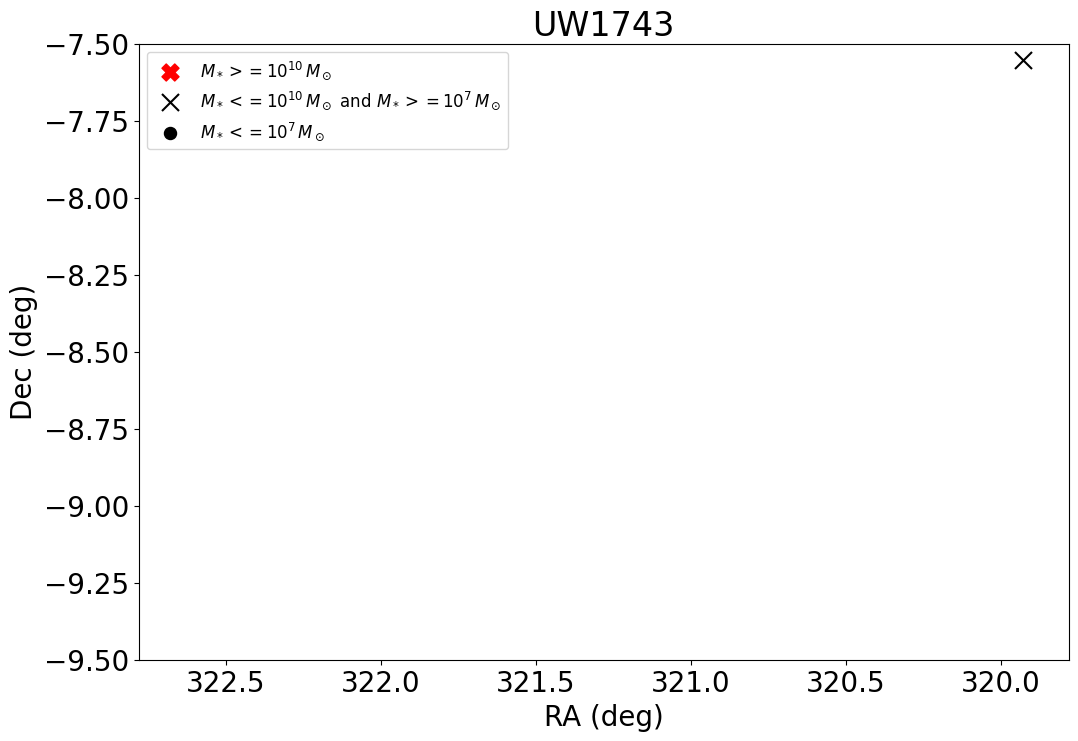 UW1743
−7.50
−7.75
−8.00
−8.25
−8.50
−8.75
−9.00
−9.25
−9.50
Dec (deg)
M* >= 10^10 M⊙
M* <= 10^10 M⊙ and M* >= 10^7 M⊙
M* <= 10^7 M⊙
322.5 322.0 321.5 321.0 320.5 320.0
RA (deg)